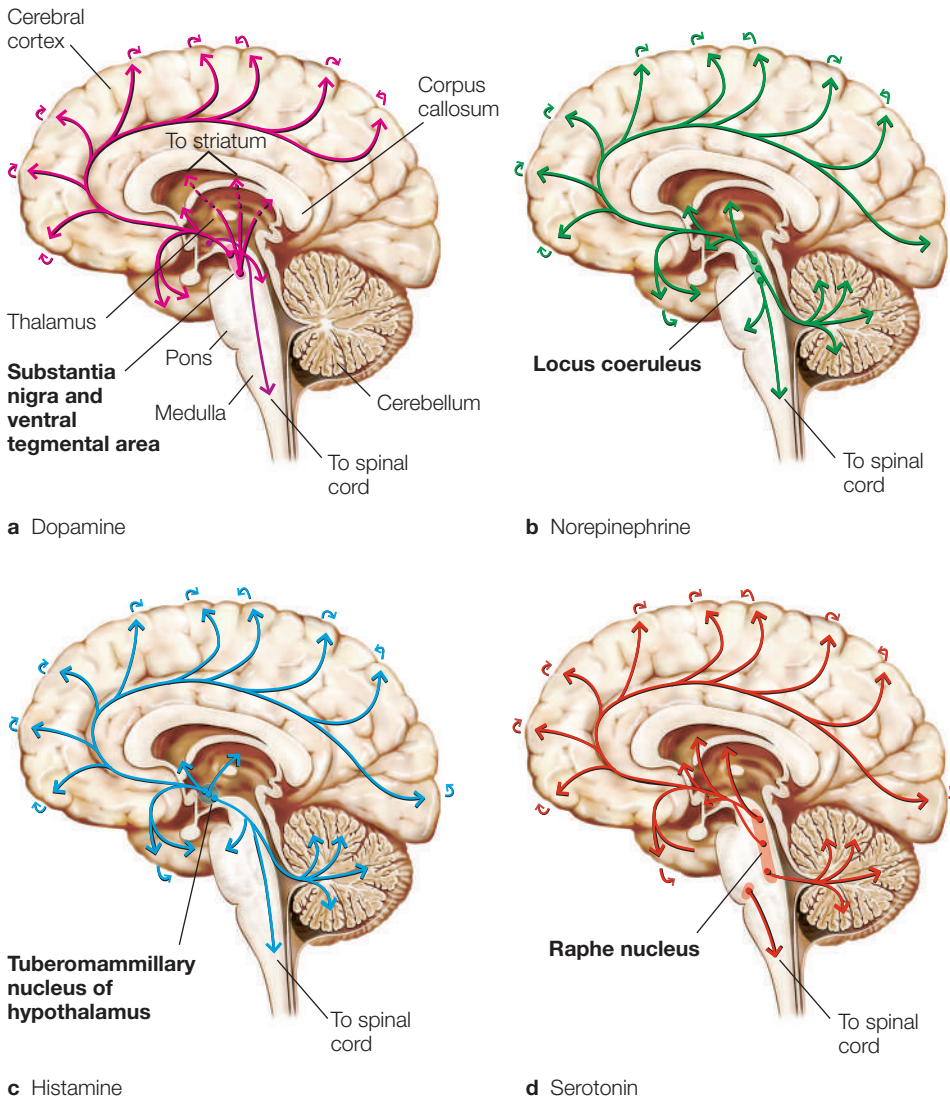 Cerebral
cortex
Corpus
callosum
To striatum
Thalamus
Pons
Substantia
nigra and
ventral
tegmental area
Medulla
Cerebellum
To spinal
cord
a Dopamine
Locus coeruleus
To spinal
cord
b Norepinephrine
Tuberomammillary
nucleus of
hypothalamus
To spinal
cord
c Histamine
Raphe nucleus
To spinal
cord
d Serotonin